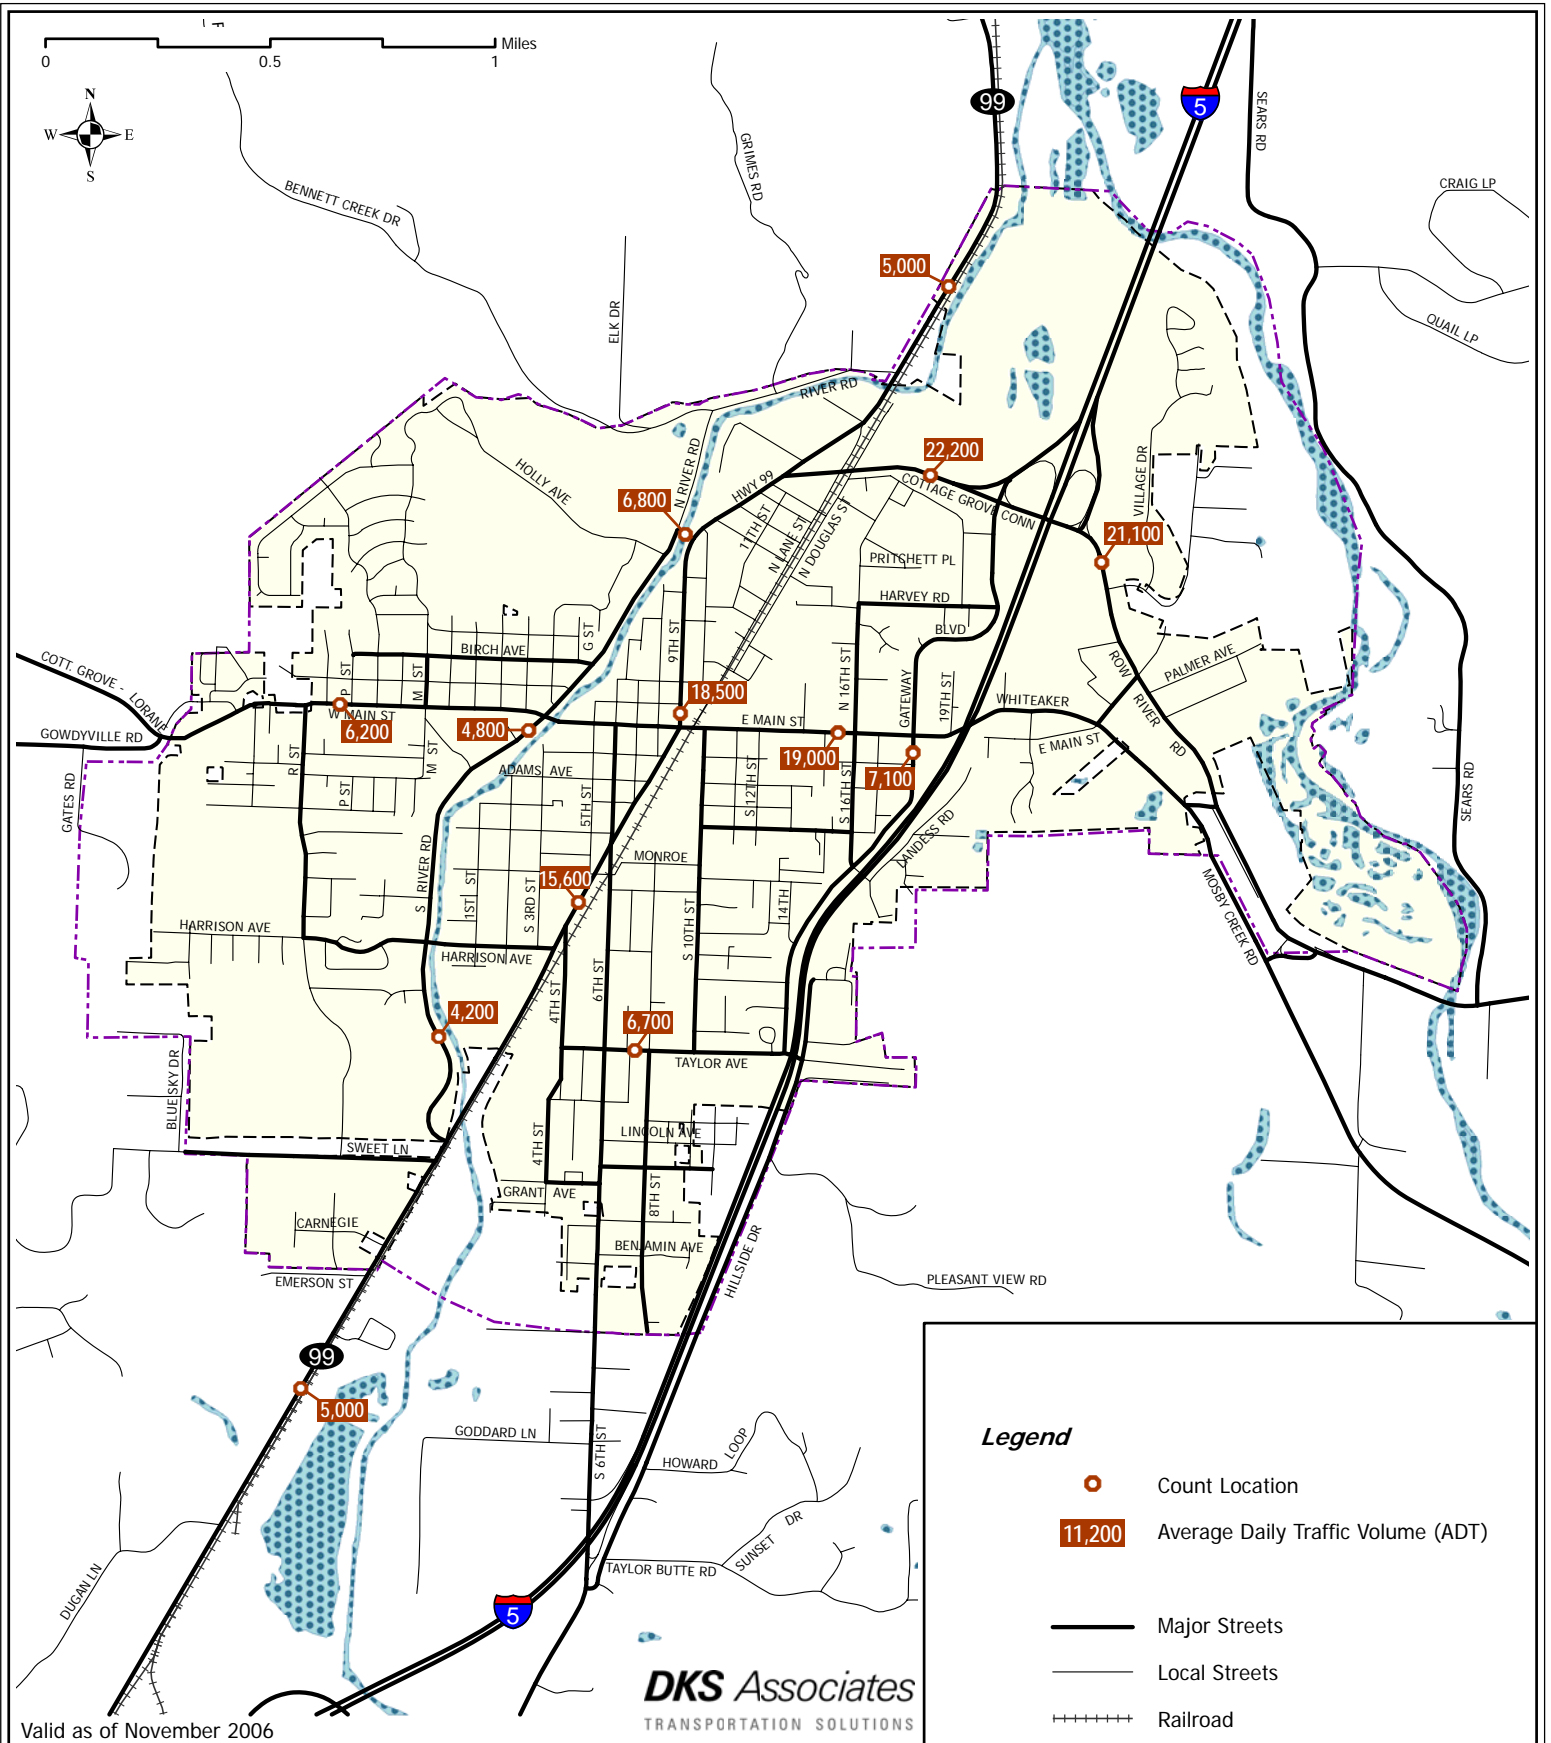 Miles
0
0.5
1
N
W
E
S
99
5
SEARS RD
CRAIG LP
QUAIL LP
BENNETT CREEK DR
GRIMES RD
ELK DR
5,000
RIVER RD
N RIVER RD
HOLLY AVE
HWY 99
22,200
COTTAGE GROVE CONN
VILLAGE DR
6,800
11TH ST
N LANE ST
N DOUGLAS ST
21,100
PRITCHETT PL
HARVEY RD
BLVD
G ST
9TH ST
BIRCH AVE
P ST
M ST
N 16TH ST
GATEWAY
19TH ST
WHITEAKER
ROW
RIVER
RD
PALMER AVE
COTT. GROVE - LORANE
GOWDYVILLE RD
W MAIN ST
6,200
4,800
18,500
E MAIN ST
19,000
7,100
E MAIN ST
GATES RD
R ST
P ST
M ST
ADAMS AVE
5TH ST
S 12TH ST
S 16TH ST
SEARS RD
LANDESS RD
MONROE
S RIVER RD
1ST ST
S 3RD ST
15,600
14TH
MOSBY CREEK RD
HARRISON AVE
HARRISON AVE
S 10TH ST
4TH ST
6TH ST
4,200
6,700
TAYLOR AVE
BLUE SKY DR
SWEET LN
4TH ST
LINCOLN AVE
GRANT AVE
8TH ST
CARNEGIE
BENJAMIN AVE
HILLSIDE DR
EMERSON ST
PLEASANT VIEW RD
99
5,000
GODDARD LN
S 6TH ST
HOWARD
LOOP
SUNSET
DR
TAYLOR BUTTE RD
DUGAN LN
5
Legend
Count Location
11,200
Average Daily Traffic Volume (ADT)
Major Streets
Local Streets
Railroad
DKS Associates
TRANSPORTATION SOLUTIONS
Valid as of November 2006